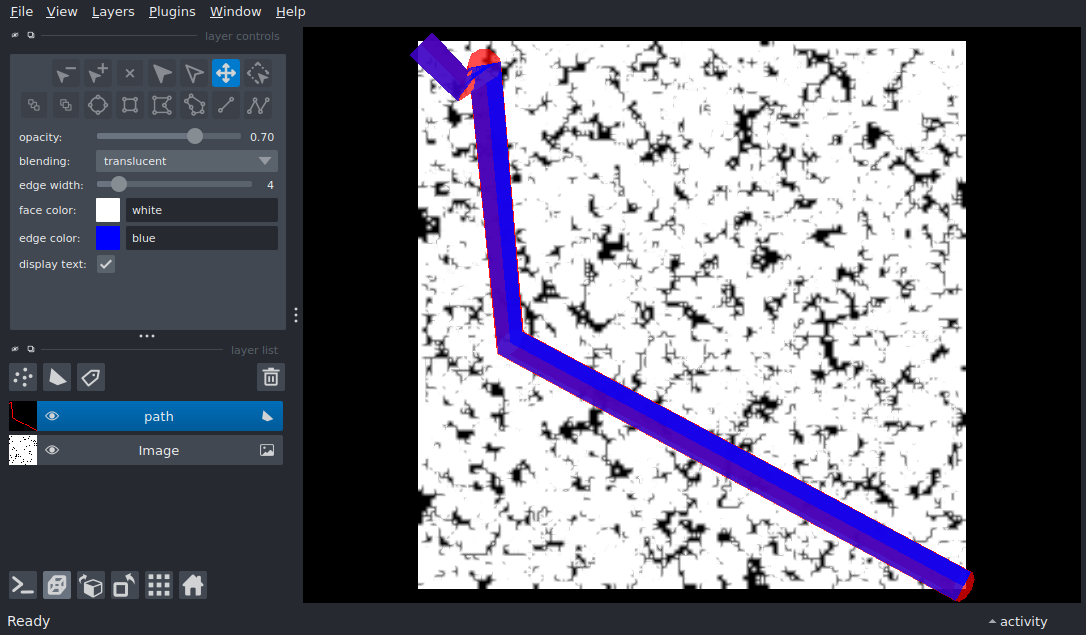 File View Layers Plugins Window Help
layer controls
opacity: 0.70
blending: translucent
edge width: 4
face color: white
edge color: blue
display text:
layer list
path
Image
Ready
activity